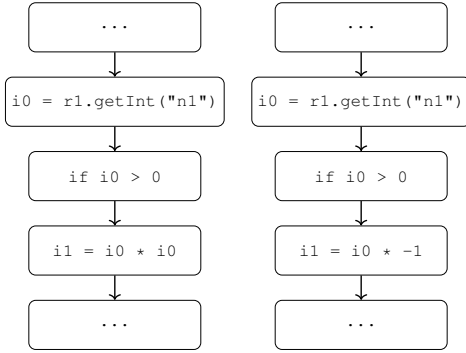 ...
i0 = r1.getInt("n1")
if i0 > 0
i1 = i0 * i0
...
...
i0 = r1.getInt("n1")
if i0 > 0
i1 = i0 * -1
...